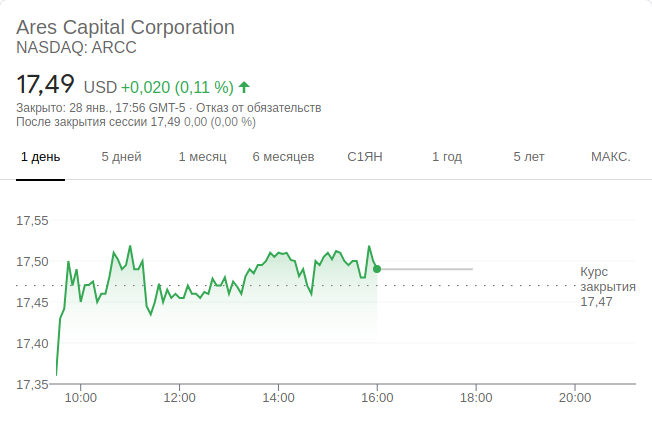 Ares Capital Corporation
NASDAQ: ARCC
17,49 USD +0,020 (0,11 %)
Закрыто: 28 янв., 17:56 GMT-5 · Отказ от обязательств
После закрытия сессии 17,49 0,00 (0,00 %)
1 день 5 дней 1 месяц 6 месяцев С1ЯН 1 год 5 лет МАКС.
17,55
17,50
17,45
17,40
17,35
Курс
закрытия
17,47
10:00 12:00 14:00 16:00 18:00 20:00